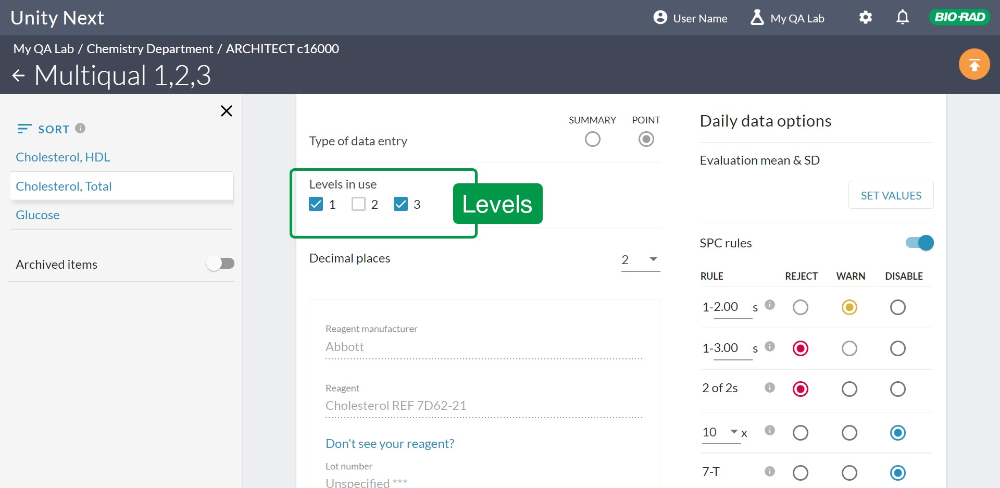 Unity Next
User Name
My QA Lab
BIO-RAD
My QA Lab / Chemistry Department / ARCHITECT c16000
Multiqual 1,2,3
SORT
Cholesterol, HDL
Cholesterol, Total
Glucose
Archived items
SUMMARY POINT
Type of data entry
Levels in use
1 2 3
Levels
Decimal places
2
Reagent manufacturer
Abbott
Reagent
Cholesterol REF 7D62-21
Don't see your reagent?
Lot number
Unspecified ***
Daily data options
Evaluation mean & SD
SET VALUES
SPC rules
RULE REJECT WARN DISABLE
1-2.00 s
1-3.00 s
2 of 2s
10 x
7-T